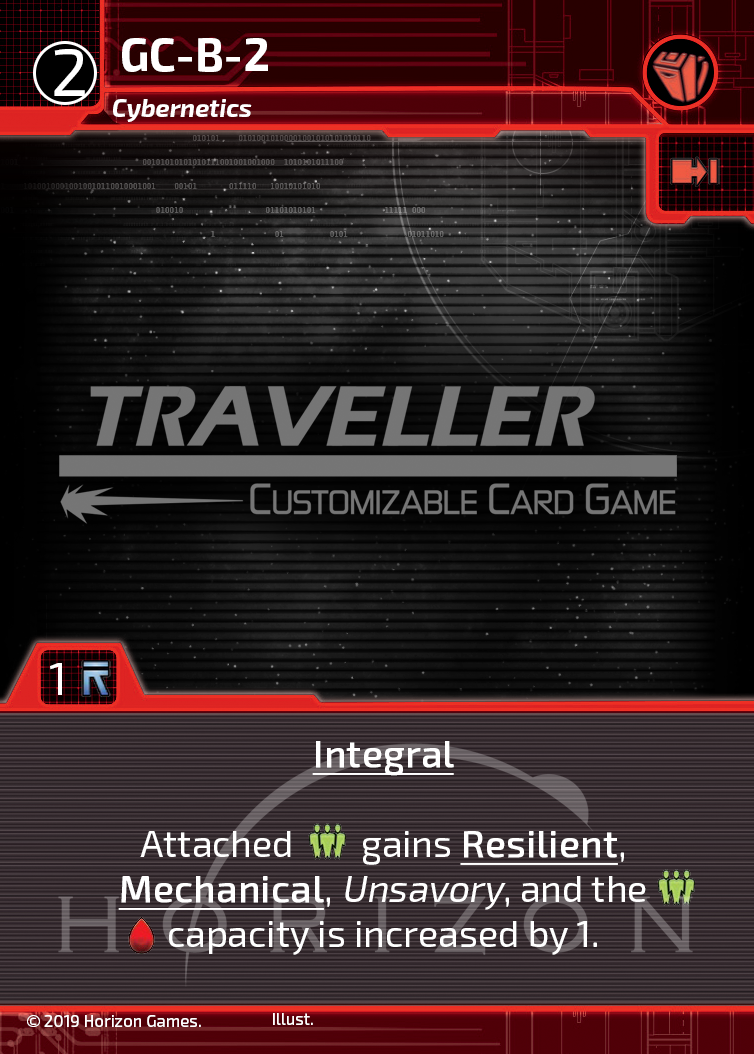 2
GC-B-2
Cybernetics
010101
TRAVELLER
CUSTOMIZABLE CARD GAME
1
Integral
Attached gains Resilient,
Mechanical, Unsavory, and the
capacity is increased by 1.
HORIZON
© 2019 Horizon Games. Illust.